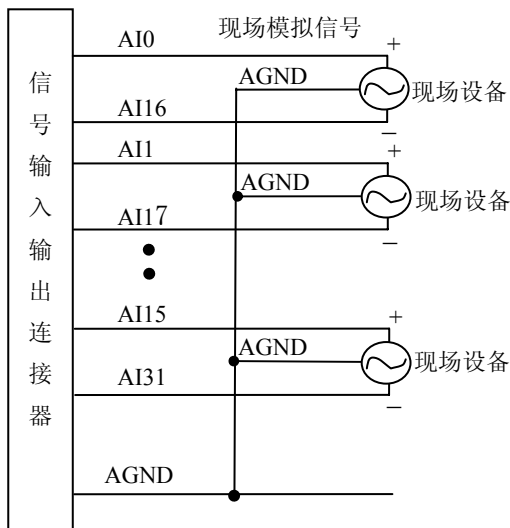 信号输入输出连接器
现场模拟信号
AI0
+
AGND
现场设备
AI16
−
AI1
+
AGND
现场设备
AI17
−
AI15
+
AGND
现场设备
AI31
−
AGND